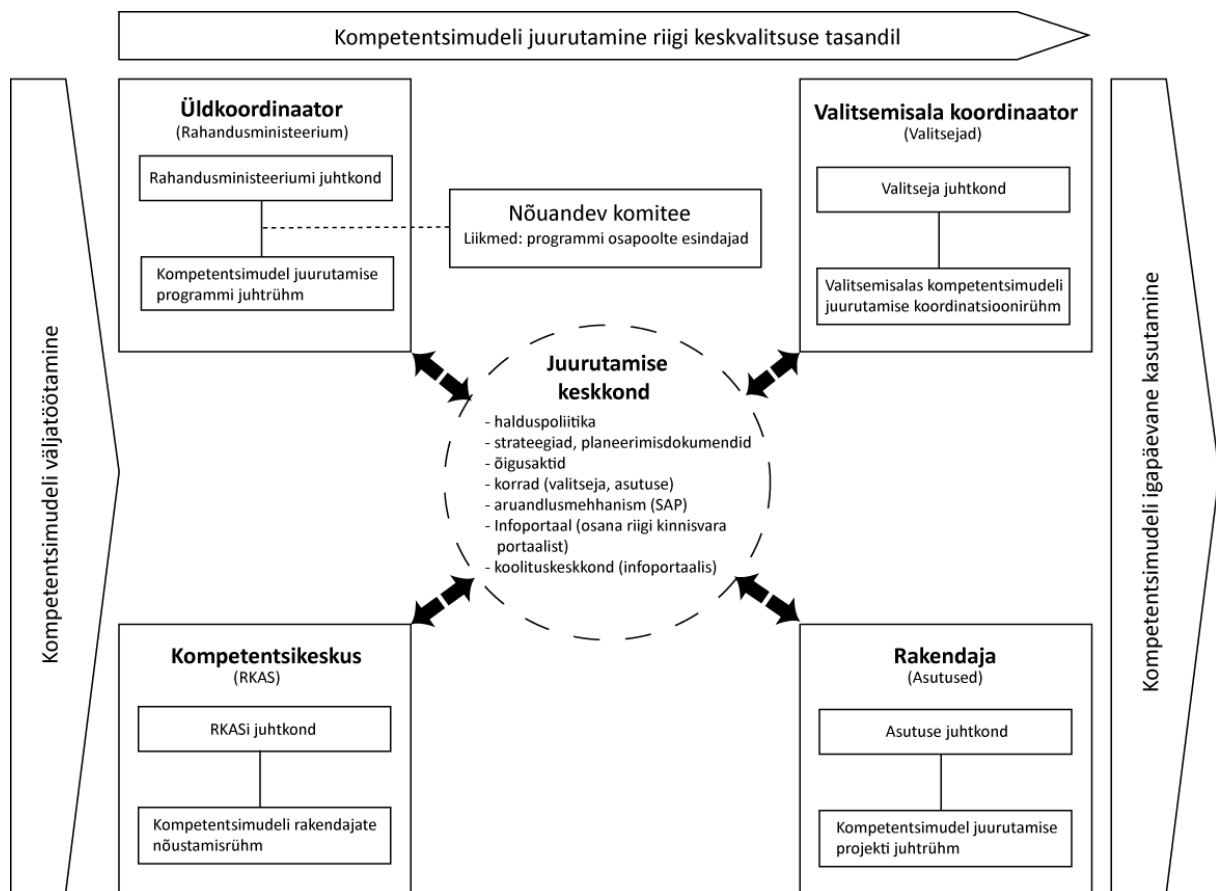 Kompetentsimudeli juurutamine riigi keskvalitsuse tasandil
Kompetentsimudeli väljatöötamine
Üldkoordinaator
(Rahandusministeerium)
Rahandusministeeriumi juhtkond
Kompetentsimudel juurutamise
programmi juhtrühm
Nõuandev komitee
Liikmed: programmi osapoolte esindajad
Valitsemisala koordinaator
(Valitsejad)
Valitseja juhtkond
Valitsemisalas kompetentsimudeli
juurutamise koordinatsioonirühm
Juurutamise
keskkond
- halduspoliitika
- strateegiad, planeerimisdokumendid
- õigusaktid
- korrad (valitseja, asutuse)
- aruandlusmehhanism (SAP)
- Infoportaal (osana riigi kinnisvara
portaalist)
- koolituskeskkond (infoportaalis)
Kompetentsikeskus
(RKAS)
RKASi juhtkond
Kompetentsimudeli rakendajate
nõustamisrühm
Rakendaja
(Asutused)
Asutuse juhtkond
Kompetentsimudel juurutamise
projekti juhtrühm
Kompetentsimudeli igapäevane kasutamine